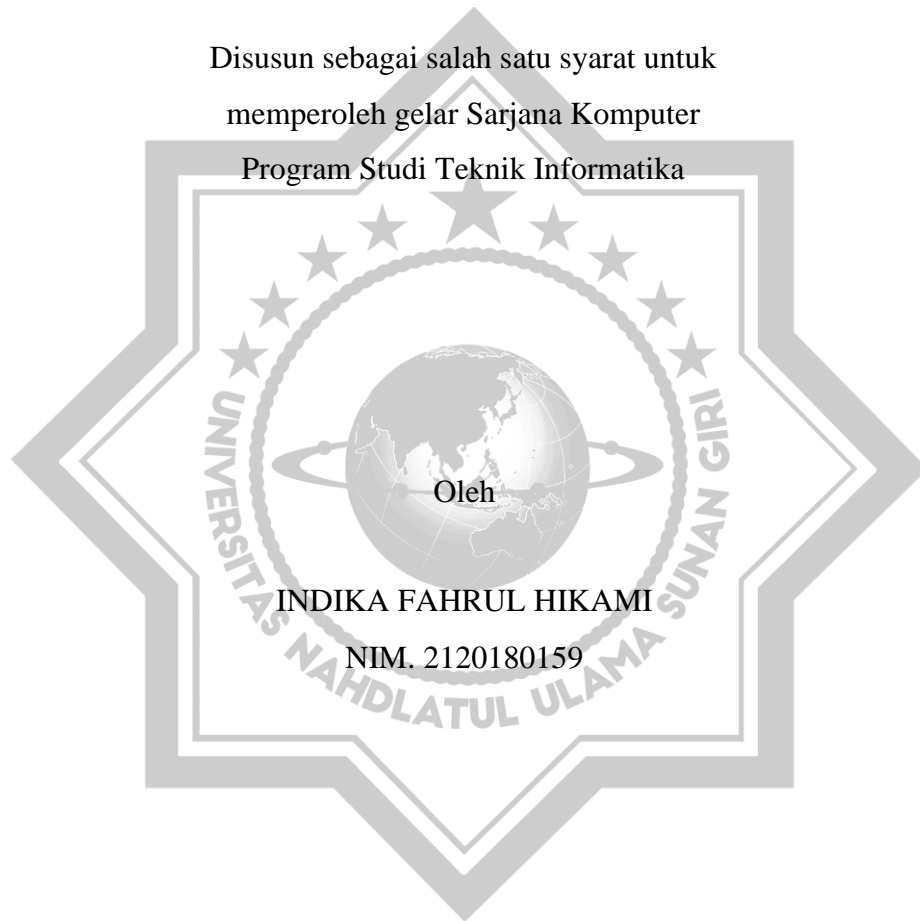 Disusun sebagai salah satu syarat untuk
memperoleh gelar Sarjana Komputer
Program Studi Teknik Informatika
Oleh
INDIKA FAHRUL HIKAMI
NIM. 2120180159
UNIVERSITAS NAHDLATUL ULAMA SUNAN GIRI